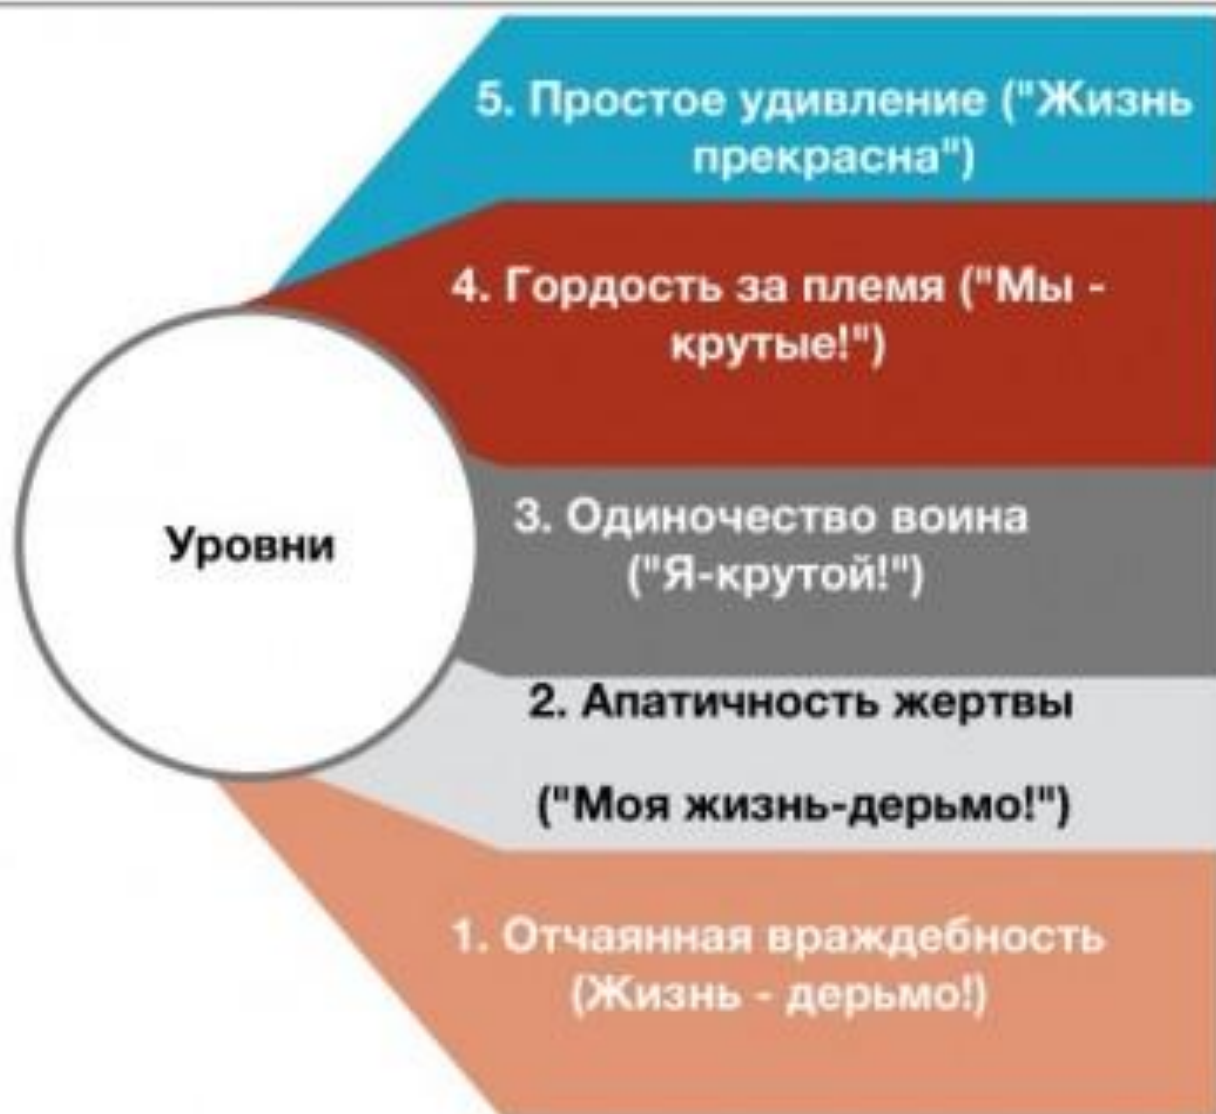 5. Простое удивление ("Жизнь
прекрасна")
4. Гордость за племя ("Мы -
крутые!")
3. Одиночество воина
("Я-крутой!")
Уровни
2. Апатичность жертвы
("Моя жизнь-дерьмо!")
1. Отчаянная враждебность
(Жизнь - дерьмо!)